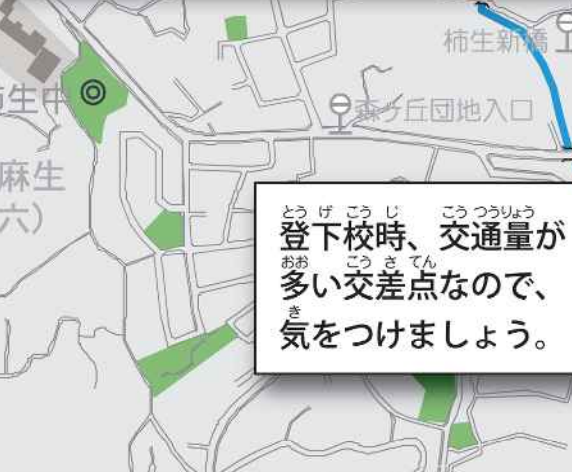 柿生新橋
生中
森ヶ丘団地入口
麻生
六)
とうげこうじ こうつうりょう
登下校時、交通量が
おお こうさてん
多い交差点なので、
き
気をつけましょう。